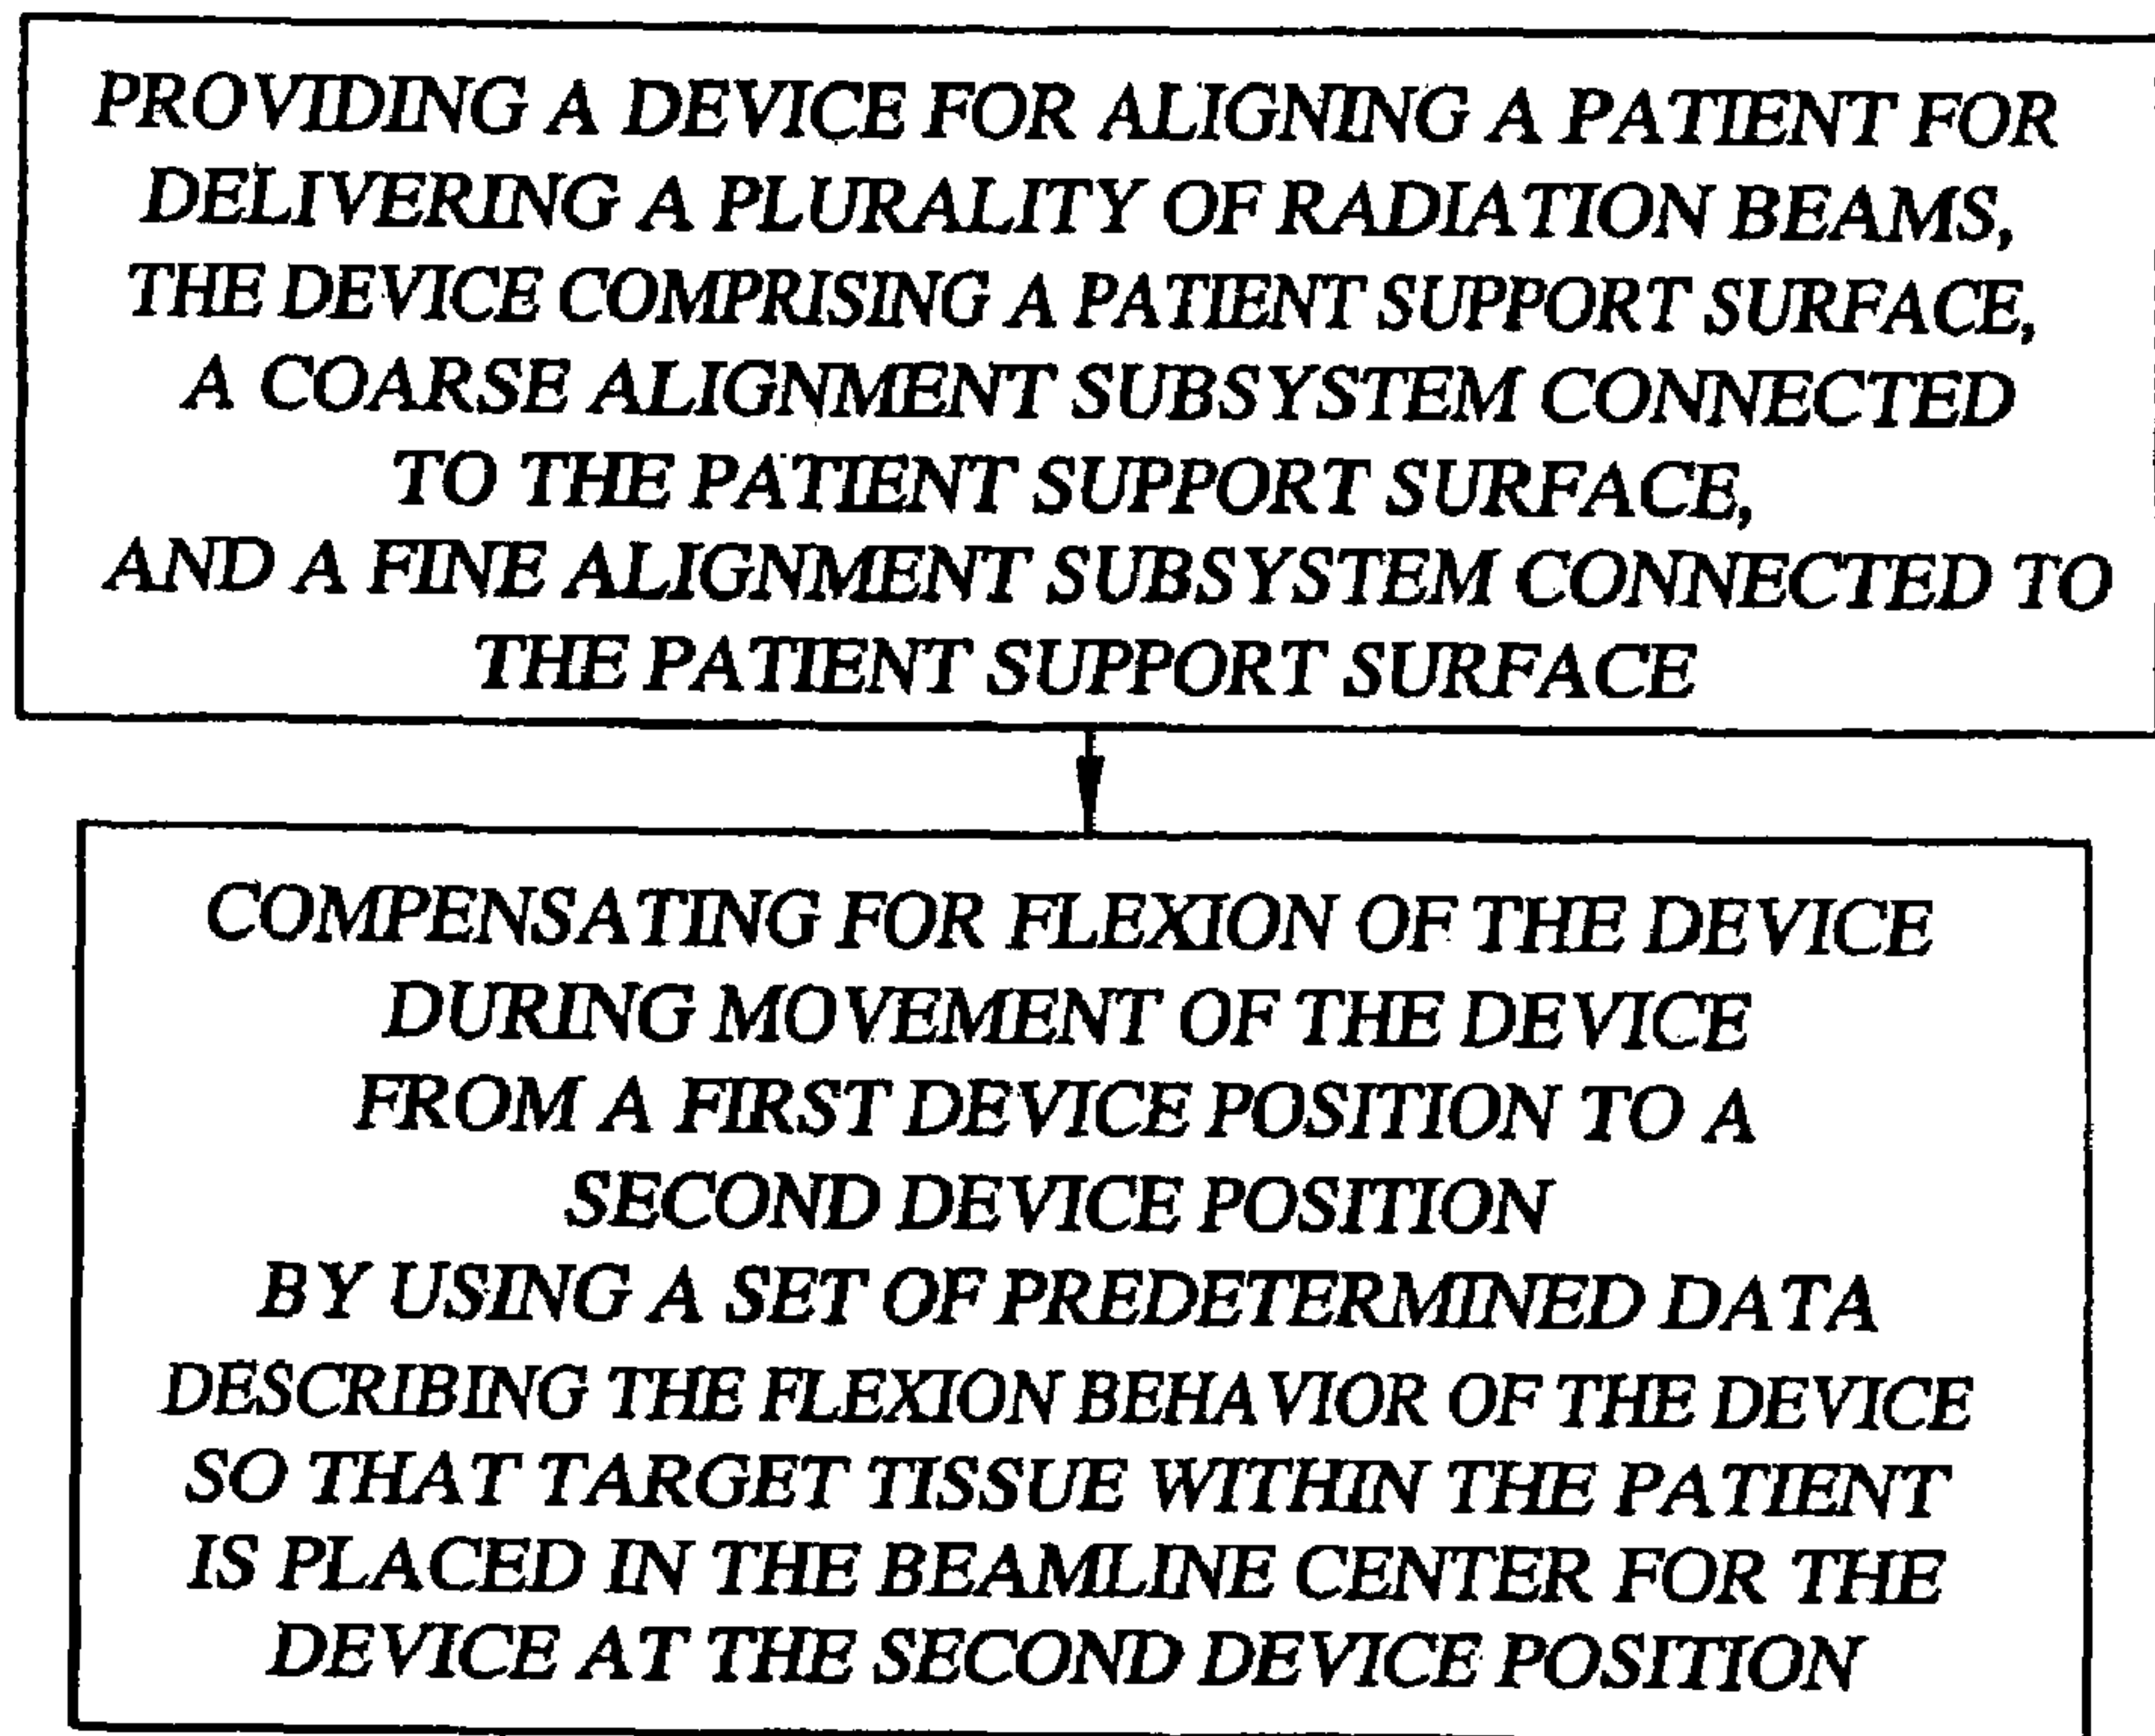 PROVIDING A DEVICE FOR ALIGNING A PATIENT FOR
DELIVERING A PLURALITY OF RADIATION BEAMS,
THE DEVICE COMPRISING A PATIENT SUPPORT SURFACE,
A COARSE ALIGNMENT SUBSYSTEM CONNECTED
TO THE PATIENT SUPPORT SURFACE,
AND A FINE ALIGNMENT SUBSYSTEM CONNECTED TO
THE PATIENT SUPPORT SURFACE
COMPENSATING FOR FLEXION OF THE DEVICE
DURING MOVEMENT OF THE DEVICE
FROM A FIRST DEVICE POSITION TO A
SECOND DEVICE POSITION
BY USING A SET OF PREDETERMINED DATA
DESCRIBING THE FLEXION BEHAVIOR OF THE DEVICE
SO THAT TARGET TISSUE WITHIN THE PATIENT
IS PLACED IN THE BEAMLINE CENTER FOR THE
DEVICE AT THE SECOND DEVICE POSITION